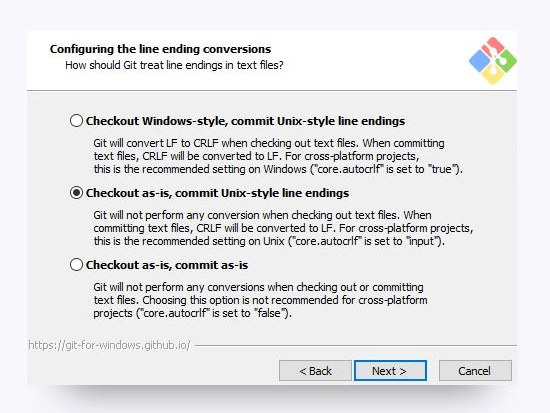 Configuring the line ending conversions
How should Git treat line endings in text files?
Checkout Windows-style, commit Unix-style line endings
Git will convert LF to CRLF when checking out text files. When committing
text files, CRLF will be converted to LF. For cross-platform projects,
this is the recommended setting on Windows ("core.autocrlf" is set to "true").
Checkout as-is, commit Unix-style line endings
Git will not perform any conversion when checking out text files. When
committing text files, CRLF will be converted to LF. For cross-platform projects,
this is the recommended setting on Unix ("core.autocrlf" is set to "input").
Checkout as-is, commit as-is
Git will not perform any conversions when checking out or committing
text files. Choosing this option is not recommended for cross-platform
projects ("core.autocrlf" is set to "false").
https://git-for-windows.github.io/
< Back Next > Cancel